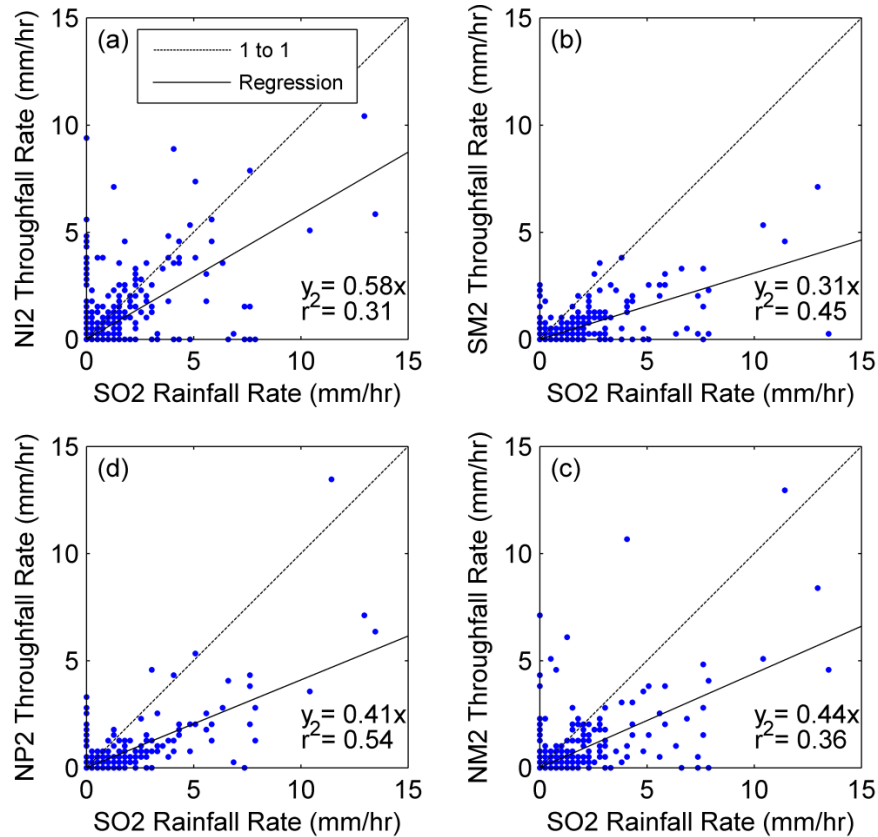 (a)
1 to 1
Regression
NI2 Throughfall Rate (mm/hr)
15
10
5
0
y = 0.58x
r² = 0.31
0 5 10 15
SO2 Rainfall Rate (mm/hr)
(b)
SM2 Throughfall Rate (mm/hr)
15
10
5
0
y = 0.31x
r² = 0.45
0 5 10 15
SO2 Rainfall Rate (mm/hr)
(d)
NP2 Throughfall Rate (mm/hr)
15
10
5
0
y = 0.41x
r² = 0.54
0 5 10 15
SO2 Rainfall Rate (mm/hr)
(c)
NM2 Throughfall Rate (mm/hr)
15
10
5
0
y = 0.44x
r² = 0.36
0 5 10 15
SO2 Rainfall Rate (mm/hr)